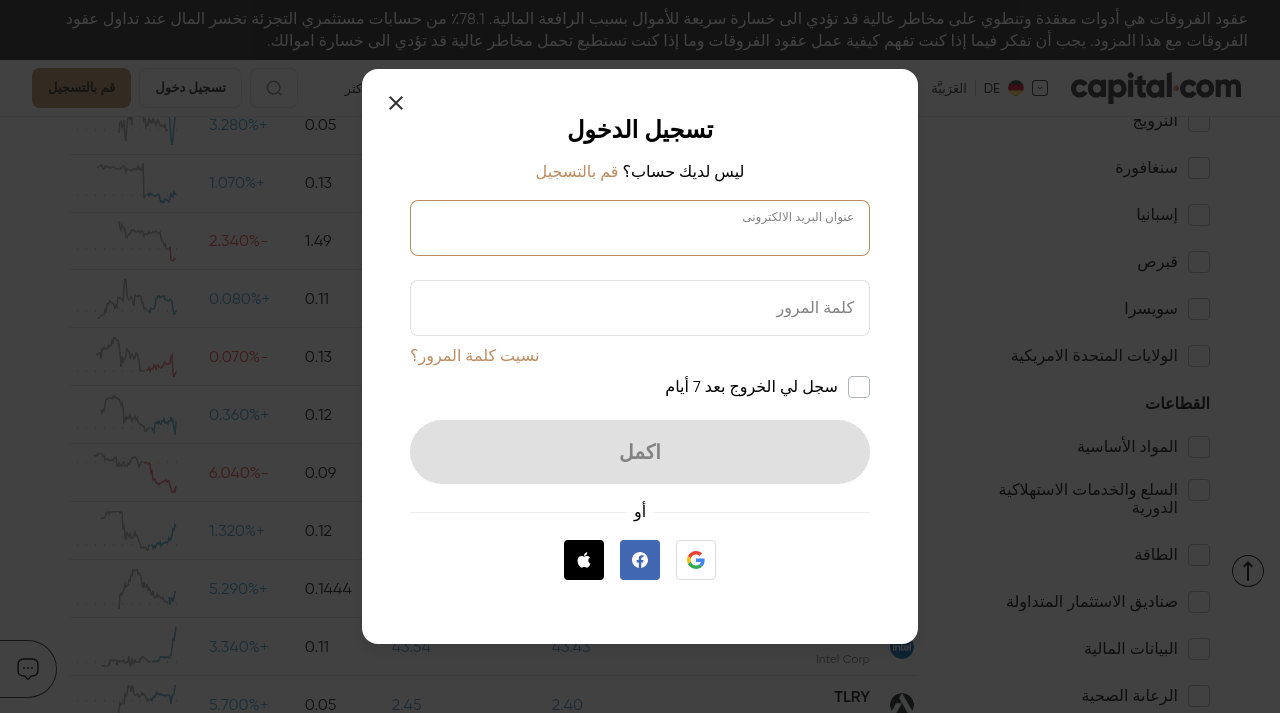 عقود الفروقات هي أدوات معقدة وتنطوي على مخاطر عالية قد تؤدي الى خسارة سريعة للأموال بسبب الرافعة المالية. 78.1٪ من حسابات مستثمري التجزئة تخسر المال عند تداول عقود
الفروقات مع هذا المزود. يجب أن تفكر فيما إذا كنت تفهم كيفية عمل عقود الفروقات وما إذا كنت تستطيع تحمل مخاطر عالية قد تؤدي الى خسارة اموالك.
capital.com
DE
العَرَبيَّة
تسجيل دخول
قم بالتسجيل
تسجيل الدخول
ليس لديك حساب؟ قم بالتسجيل
عنوان البريد الالكترونى
كلمة المرور
نسيت كلمة المرور؟
سجل لي الخروج بعد 7 أيام
اكمل
أو
النرويج
سنغافورة
إسبانيا
قبرص
سويسرا
الولايات المتحدة الامريكية
القطاعات
المواد الأساسية
السلع والخدمات الاستهلاكية
الدورية
الطاقة
صناديق الاستثمار المتداولة
البيانات المالية
الرعاية الصحية
0.05 +3.280%
0.13 +1.070%
1.49 -2.340%
0.11 +0.080%
0.13 -0.070%
0.12 +0.360%
0.09 -6.040%
0.12 +1.320%
0.1444 +5.290%
intel
Intel Corp 43.43 43.54 0.11 +3.340%
TLRY 2.40 2.45 0.05 +5.700%